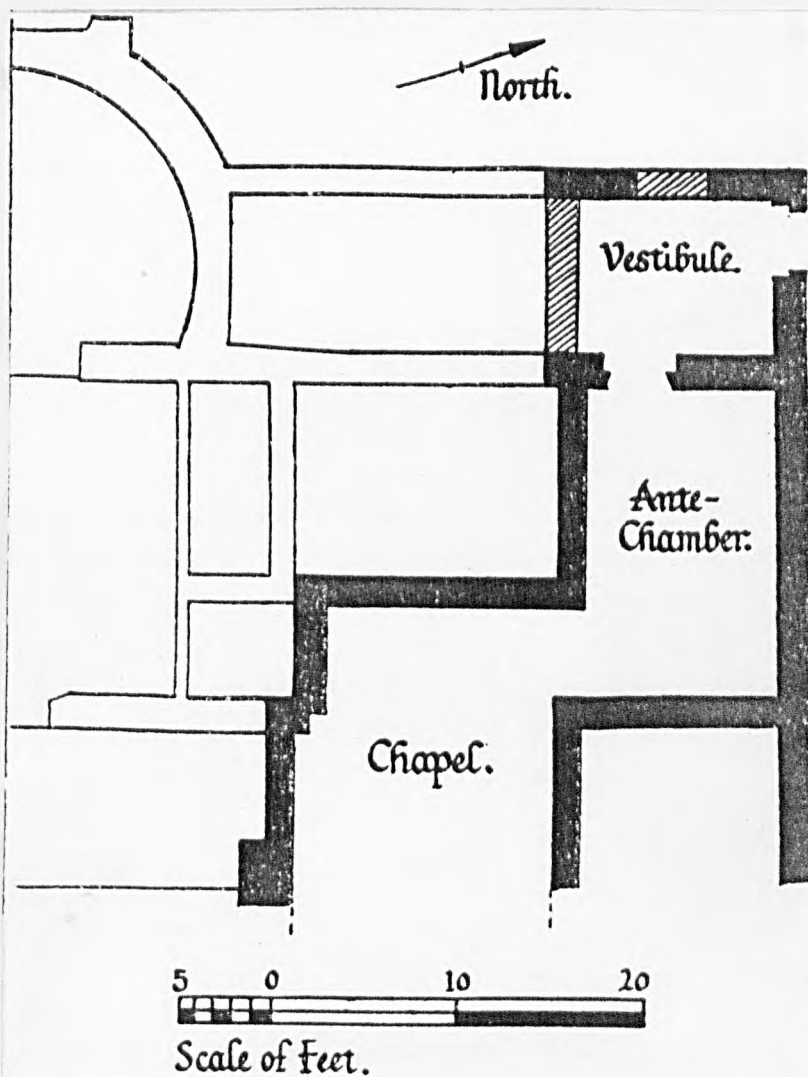 North.
Vestibule.
Ante-
Chamber.
Chapel.
5 0 10 20
Scale of Feet.